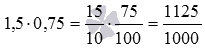 1,5 · 0,75 = 15/10 · 75/100 = 1125/1000